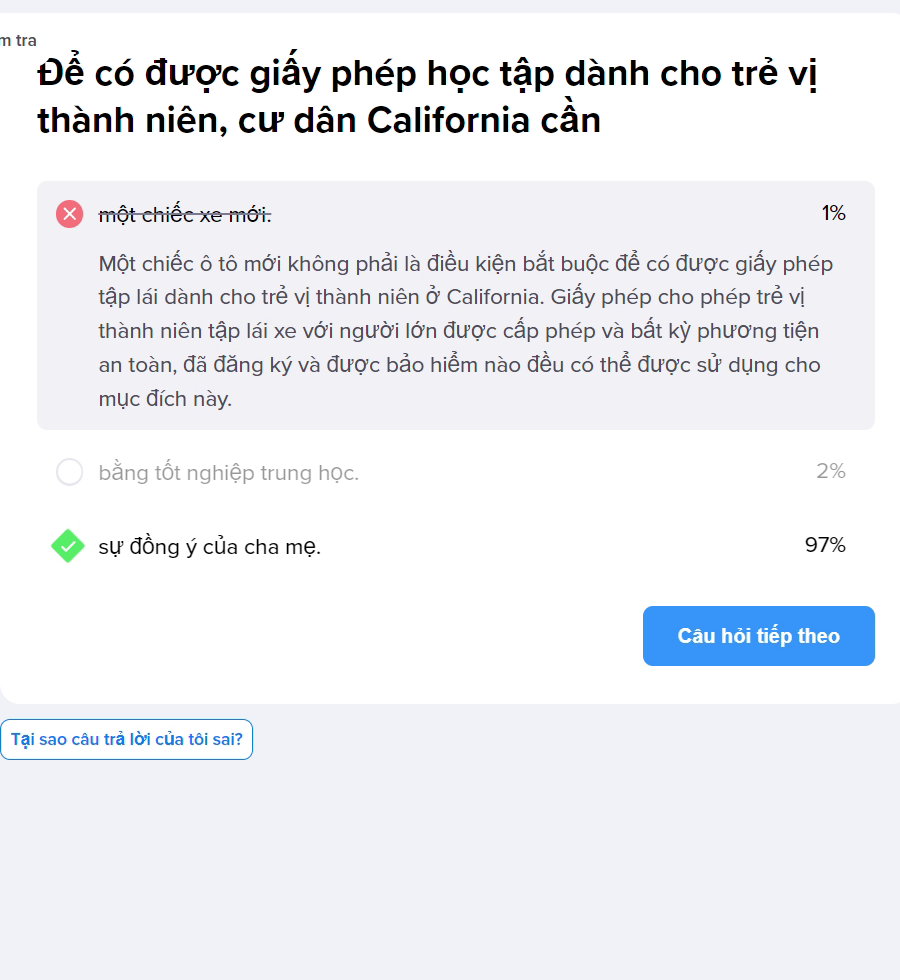 m tra
Để có được giấy phép học tập dành cho trẻ vị
thành niên, cư dân California cần
một chiếc xe mới. 1%
Một chiếc ô tô mới không phải là điều kiện bắt buộc để có được giấy phép
tập lái dành cho trẻ vị thành niên ở California. Giấy phép cho phép trẻ vị
thành niên tập lái xe với người lớn được cấp phép và bất kỳ phương tiện
an toàn, đã đăng ký và được bảo hiểm nào đều có thể được sử dụng cho
mục đích này.
bằng tốt nghiệp trung học. 2%
sự đồng ý của cha mẹ. 97%
Câu hỏi tiếp theo
Tại sao câu trả lời của tôi sai?